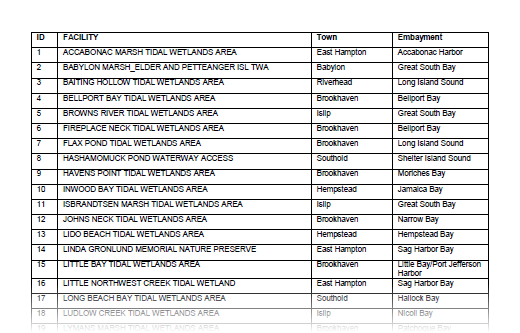 ID FACILITY Town Embayment
1 ACCABONAC MARSH TIDAL WETLANDS AREA East Hampton Accabonac Harbor
2 BABYLON MARSH_ELDER AND PETTEANGER ISL TWA Babylon Great South Bay
3 BAITING HOLLOW TIDAL WETLANDS AREA Riverhead Long Island Sound
4 BELLPORT BAY TIDAL WETLANDS AREA Brookhaven Bellport Bay
5 BROWNS RIVER TIDAL WETLANDS AREA Islip Great South Bay
6 FIREPLACE NECK TIDAL WETLANDS AREA Brookhaven Bellport Bay
7 FLAX POND TIDAL WETLANDS AREA Brookhaven Long Island Sound
8 HASHAMOMUCK POND WATERWAY ACCESS Southold Shelter Island Sound
9 HAVENS POINT TIDAL WETLANDS AREA Brookhaven Moriches Bay
10 INWOOD BAY TIDAL WETLANDS AREA Hempstead Jamaica Bay
11 ISBRANDTSEN MARSH TIDAL WETLANDS AREA Islip Great South Bay
12 JOHNS NECK TIDAL WETLANDS AREA Brookhaven Narrow Bay
13 LIDO BEACH TIDAL WETLANDS AREA Hempstead Hempstead Bay
14 LINDA GRONLUND MEMORIAL NATURE PRESERVE East Hampton Sag Harbor Bay
15 LITTLE BAY TIDAL WETLANDS AREA Brookhaven Little Bay/Port Jefferson
Harbor
16 LITTLE NORTHWEST CREEK TIDAL WETLAND East Hampton Sag Harbor Bay
17 LONG BEACH BAY TIDAL WETLANDS AREA Southold Hallock Bay
18 LUDLOW CREEK TIDAL WETLANDS AREA Islip Nicoll Bay
19 LYMANS MARSH TIDAL WETLANDS AREA Brookhaven Patchogue Bay